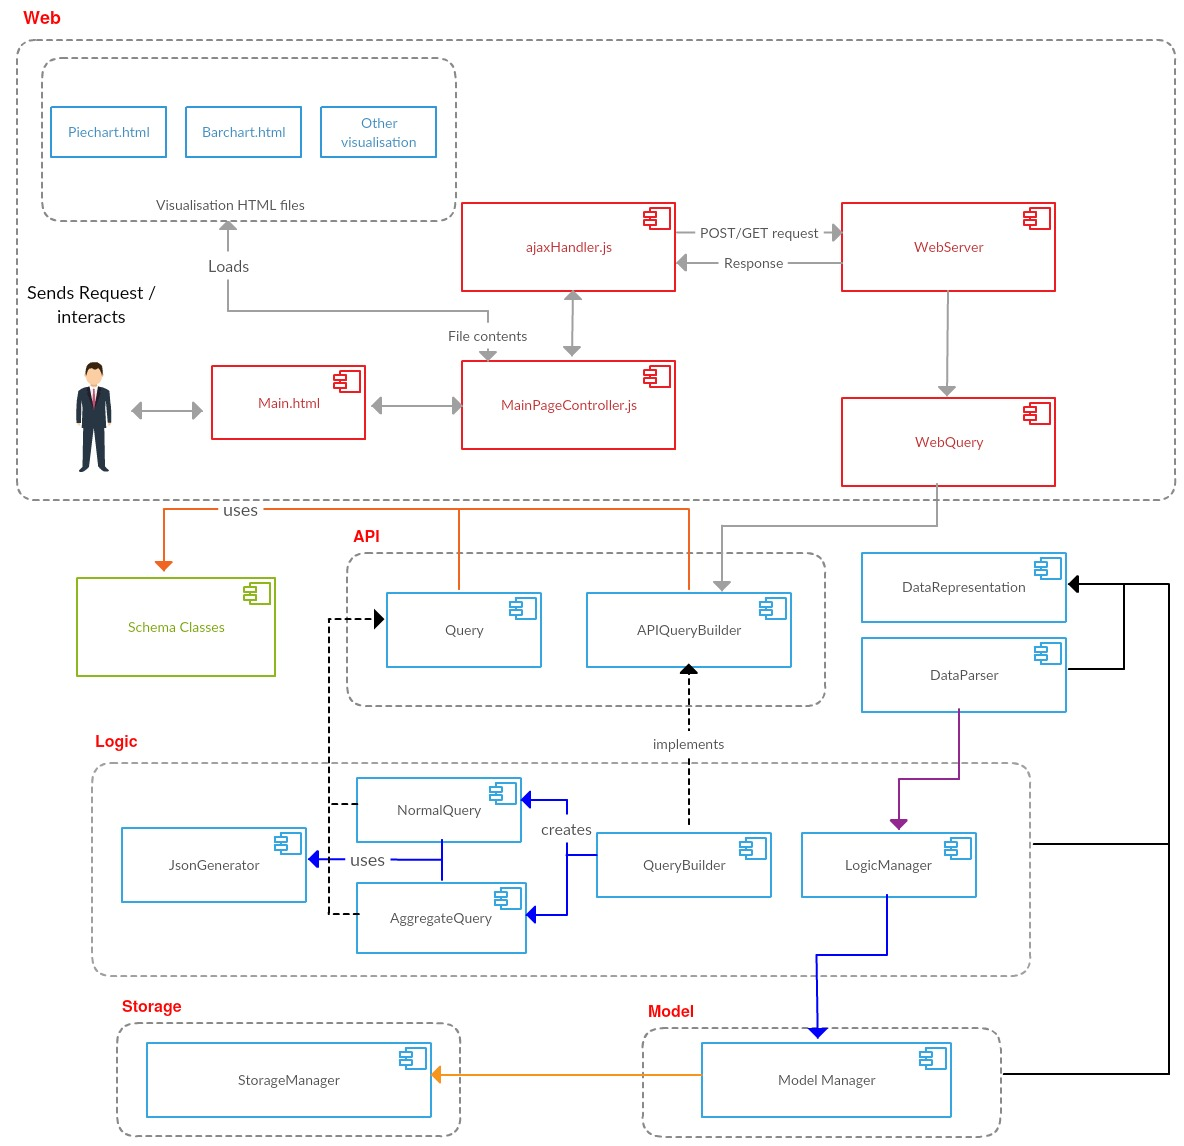 Web
Piechart.html
Barchart.html
Other
visualisation
Visualisation HTML files
ajaxHandler.js
POST/GET request
Response
WebServer
Loads
Sends Request /
interacts
File contents
Main.html
MainPageController.js
WebQuery
uses
API
Schema Classes
Query
APIQueryBuilder
DataRepresentation
DataParser
implements
Logic
NormalQuery
creates
JsonGenerator
uses
QueryBuilder
LogicManager
AggregateQuery
Storage
StorageManager
Model
Model Manager